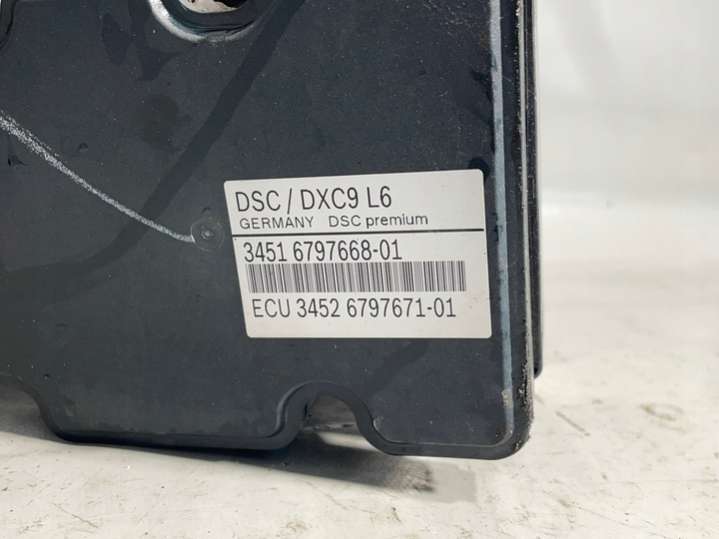 DSC / DXC9 L6
GERMANY DSC premium
3451 6797668-01
ECU 3452 6797671-01